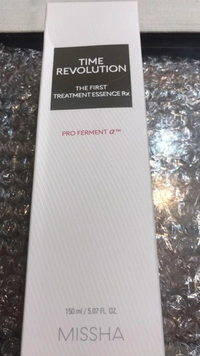 TIME
REVOLUTION
THE FIRST
TREATMENT ESSENCE Rx
PRO FERMENT α™
150 ml / 5.07 FL. OZ.
MISSHA